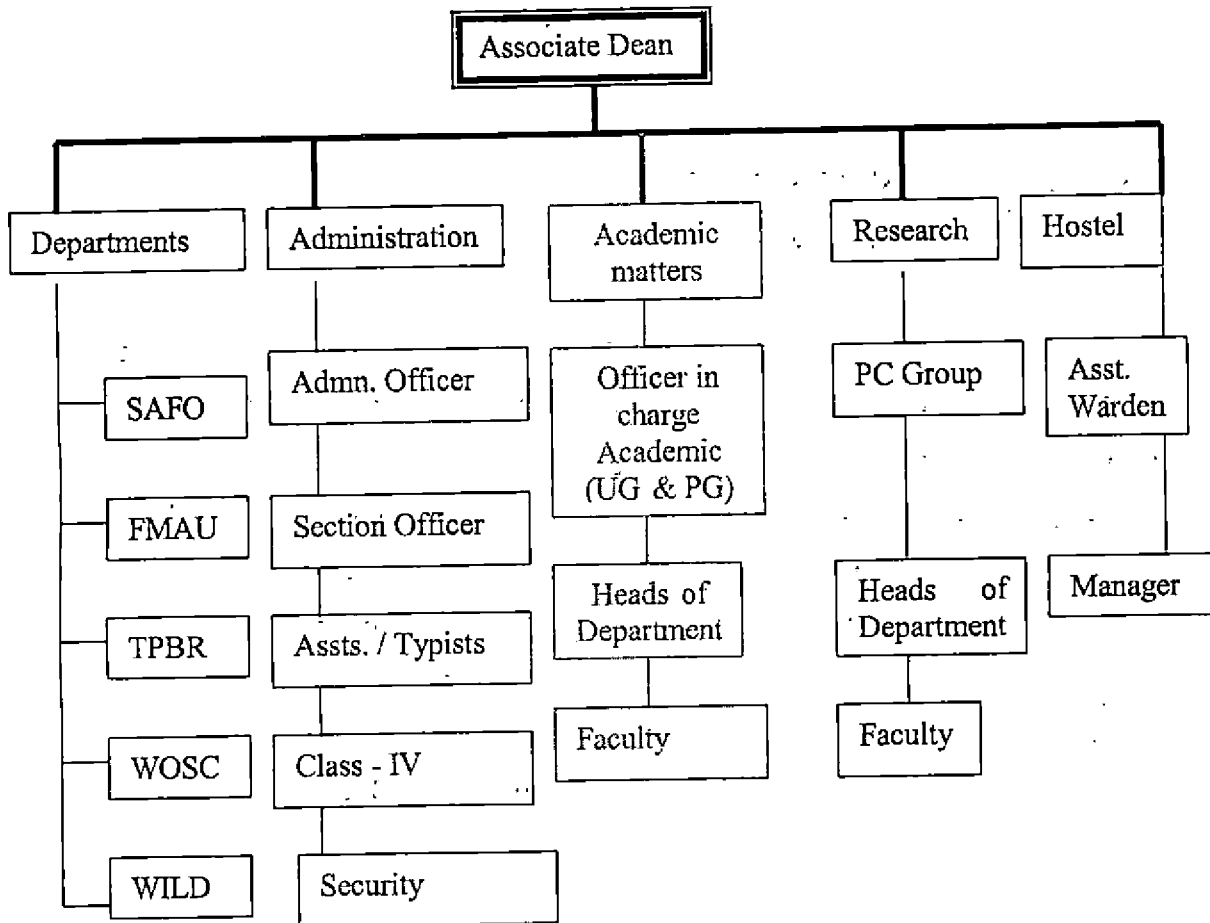 Associate Dean
Departments
Administration
Academic
matters
Research
Hostel
SAFO
FMAU
TPBR
WOSC
WILD
Admn. Officer
Section Officer
Assts. / Typists
Class - IV
Security
Officer in
charge
Academic
(UG & PG)
Heads of
Department
Faculty
PC Group
Heads of
Department
Faculty
Asst.
Warden
Manager